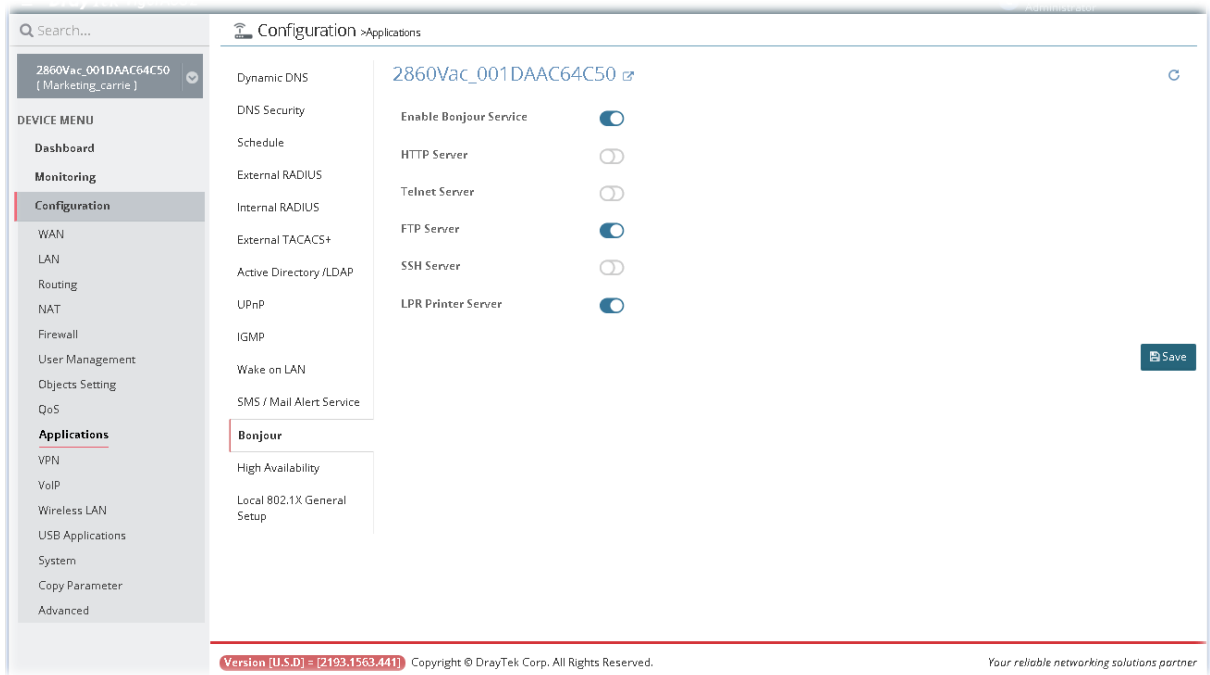 Search...
Configuration >Applications
2860Vac_001DAAC64C50
[ Marketing_carrie ]
DEVICE MENU
Dashboard
Monitoring
Configuration
WAN
LAN
Routing
NAT
Firewall
User Management
Objects Setting
QoS
Applications
VPN
VoIP
Wireless LAN
USB Applications
System
Copy Parameter
Advanced
Dynamic DNS
DNS Security
Schedule
External RADIUS
Internal RADIUS
External TACACS+
Active Directory /LDAP
UPnP
IGMP
Wake on LAN
SMS / Mail Alert Service
Bonjour
High Availability
Local 802.1X General
Setup
2860Vac_001DAAC64C50
Enable Bonjour Service
HTTP Server
Telnet Server
FTP Server
SSH Server
LPR Printer Server
Save
Version [U.S.D] = [2193.1563.441] Copyright © DrayTek Corp. All Rights Reserved.
Your reliable networking solutions partner